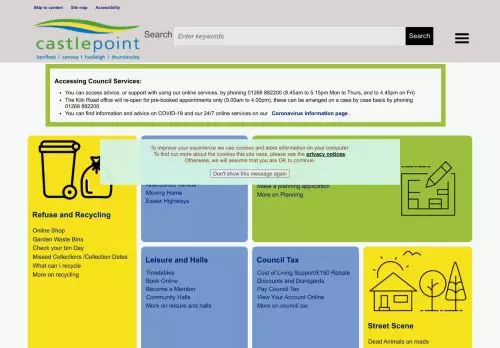 Skip to content Site map Accessibility
castlepoint
benfleet | canvey | hadleigh | thundersley
Search
Enter keywords
Search
Accessing Council Services:
You can access advice, or support with using our online services, by phoning 01268 882200 (8.45am to 5.15pm Mon to Thurs, and to 4.45pm on Fri)
The Kiln Road office will re-open for pre-booked appointments only (9.00am to 4.00pm), these can be arranged on a case by case basis by phoning
01268 882200.
You can find information and advice on COVID-19 and our 24/7 online services on our Coronavirus information page.
To improve your experience we use cookies and store information on your computer.
To find out more about the cookies this site uses, please see the privacy notices.
Otherwise, we will assume that you are OK to continue.
Don't show this message again
Refuse and Recycling
Online Shop
Garden Waste Bins
Check your bin Day
Missed Collections /Collection Dates
What can I recycle
More on recycling
Abandoned Vehicle
Moving Home
Essex Highways
Make a planning application
More on Planning
Leisure and Halls
Timetables
Book Online
Become a Member
Community Halls
More on leisure and halls
Council Tax
Cost of Living Support/£150 Rebate
Discounts and Disregards
Pay Council Tax
View Your Account Online
More on council tax
Street Scene
Dead Animals on roads